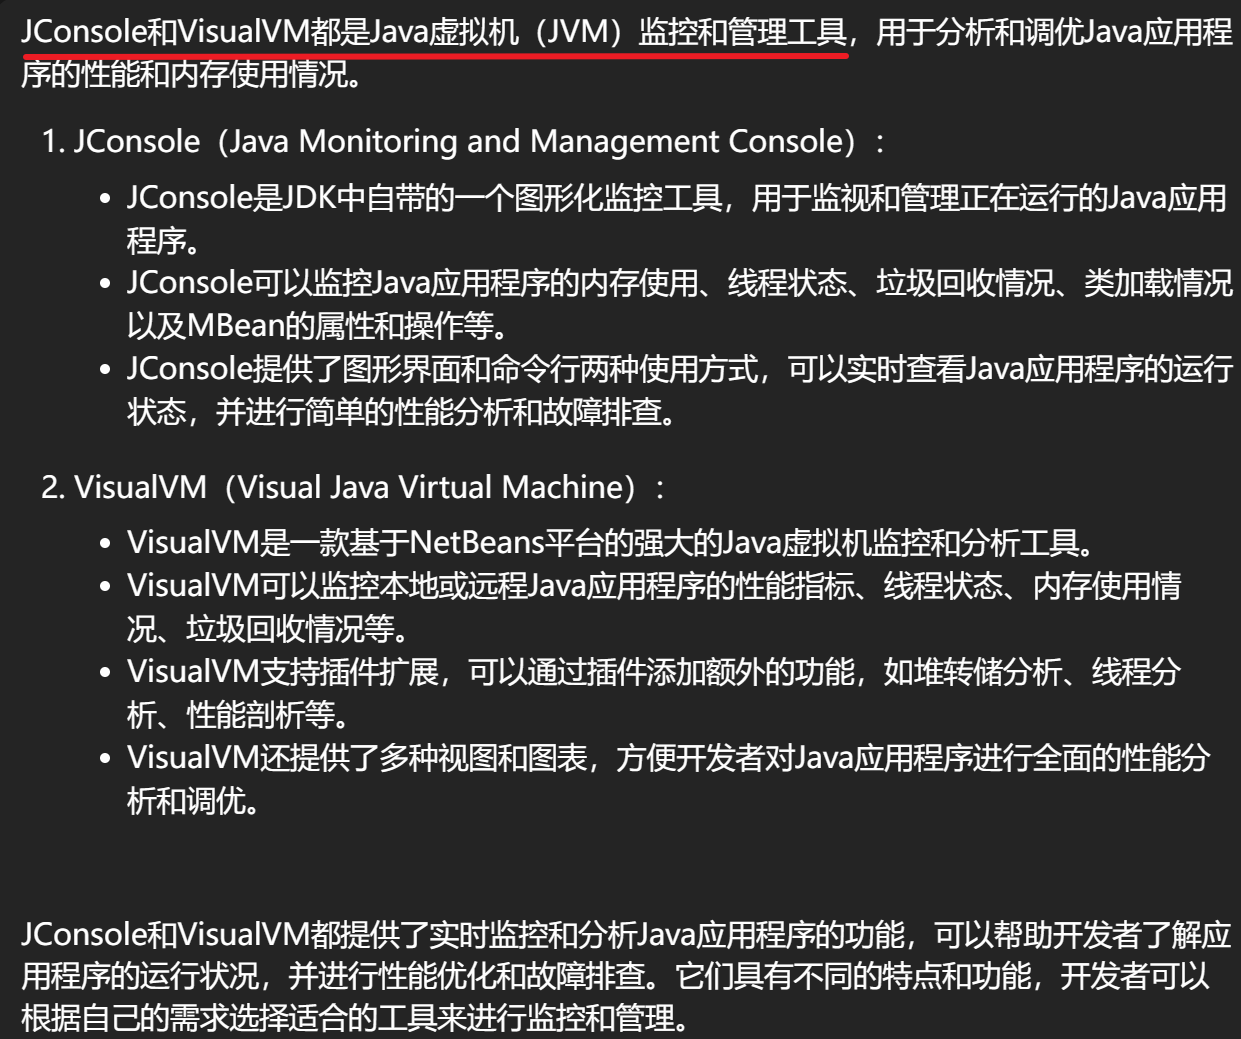 JConsole和VisualVM都是Java虚拟机（JVM）监控和管理工具，用于分析和调优Java应用程
序的性能和内存使用情况。
1. JConsole（Java Monitoring and Management Console）：
• JConsole是JDK中自带的一个图形化监控工具，用于监视和管理正在运行的Java应用
程序。
• JConsole可以监控Java应用程序的内存使用、线程状态、垃圾回收情况、类加载情况
以及MBean的属性和操作等。
• JConsole提供了图形界面和命令行两种使用方式，可以实时查看Java应用程序的运行
状态，并进行简单的性能分析和故障排查。
2. VisualVM（Visual Java Virtual Machine）：
• VisualVM是一款基于NetBeans平台的强大的Java虚拟机监控和分析工具。
• VisualVM可以监控本地或远程Java应用程序的性能指标、线程状态、内存使用情
况、垃圾回收情况等。
• VisualVM支持插件扩展，可以通过插件添加额外的功能，如堆转储分析、线程分
析、性能剖析等。
• VisualVM还提供了多种视图和图表，方便开发者对Java应用程序进行全面的性能分
析和调优。
JConsole和VisualVM都提供了实时监控和分析Java应用程序的功能，可以帮助开发者了解应
用程序的运行状况，并进行性能优化和故障排查。它们具有不同的特点和功能，开发者可以
根据自己的需求选择适合的工具来进行监控和管理。